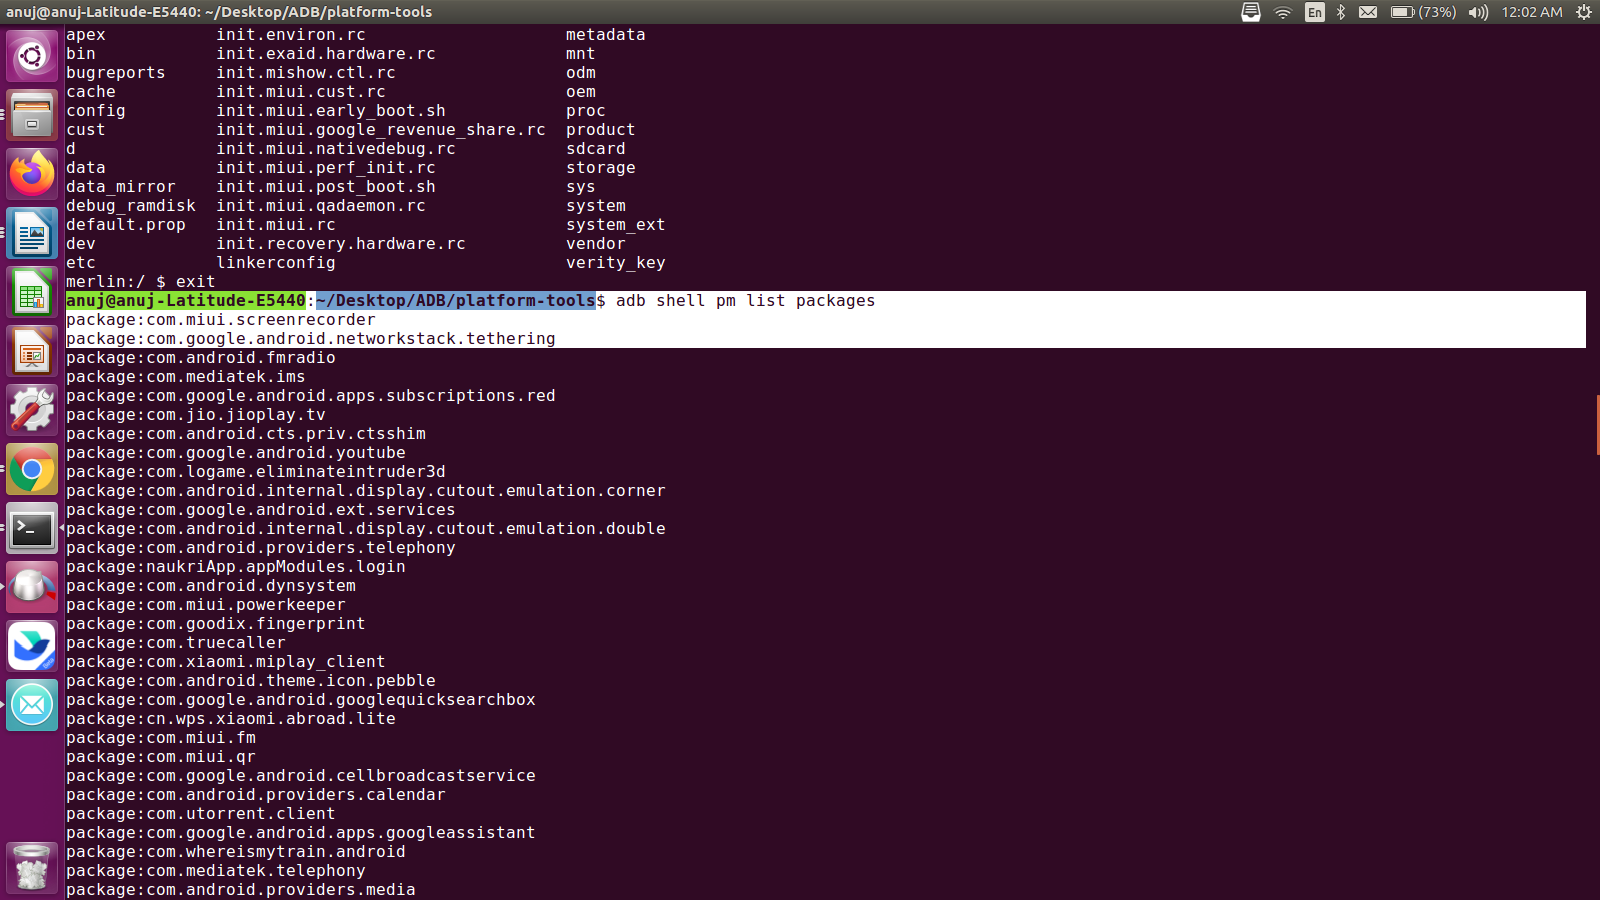 anuj@anuj-Latitude-E5440: ~/Desktop/ADB/platform-tools En (73%) 12:02 AM
apex init.environ.rc metadata
bin init.exaid.hardware.rc mnt
bugreports init.mishow.ctl.rc odm
cache init.miui.cust.rc oem
config init.miui.early_boot.sh proc
cust init.miui.google_revenue_share.rc product
d init.miui.nativedebug.rc sdcard
data init.miui.perf_init.rc storage
data_mirror init.miui.post_boot.sh sys
debug_ramdisk init.miui.qadaemon.rc system
default.prop init.miui.rc system_ext
dev init.recovery.hardware.rc vendor
etc linkerconfig verity_key
merlin:/ $ exit
anuj@anuj-Latitude-E5440:~/Desktop/ADB/platform-tools$ adb shell pm list packages
package:com.miui.screenrecorder
package:com.google.android.networkstack.tethering
package:com.android.fmradio
package:com.mediatek.ims
package:com.google.android.apps.subscriptions.red
package:com.jio.jioplay.tv
package:com.android.cts.priv.ctsshim
package:com.google.android.youtube
package:com.logame.eliminateintruder3d
package:com.android.internal.display.cutout.emulation.corner
package:com.google.android.ext.services
package:com.android.internal.display.cutout.emulation.double
package:com.android.providers.telephony
package:naukriApp.appModules.login
package:com.android.dynsystem
package:com.miui.powerkeeper
package:com.goodix.fingerprint
package:com.truecaller
package:com.xiaomi.miplay_client
package:com.android.theme.icon.pebble
package:com.google.android.googlequicksearchbox
package:cn.wps.xiaomi.abroad.lite
package:com.miui.fm
package:com.miui.qr
package:com.google.android.cellbroadcastservice
package:com.android.providers.calendar
package:com.utorrent.client
package:com.google.android.apps.googleassistant
package:com.whereismytrain.android
package:com.mediatek.telephony
package:com.android.providers.media